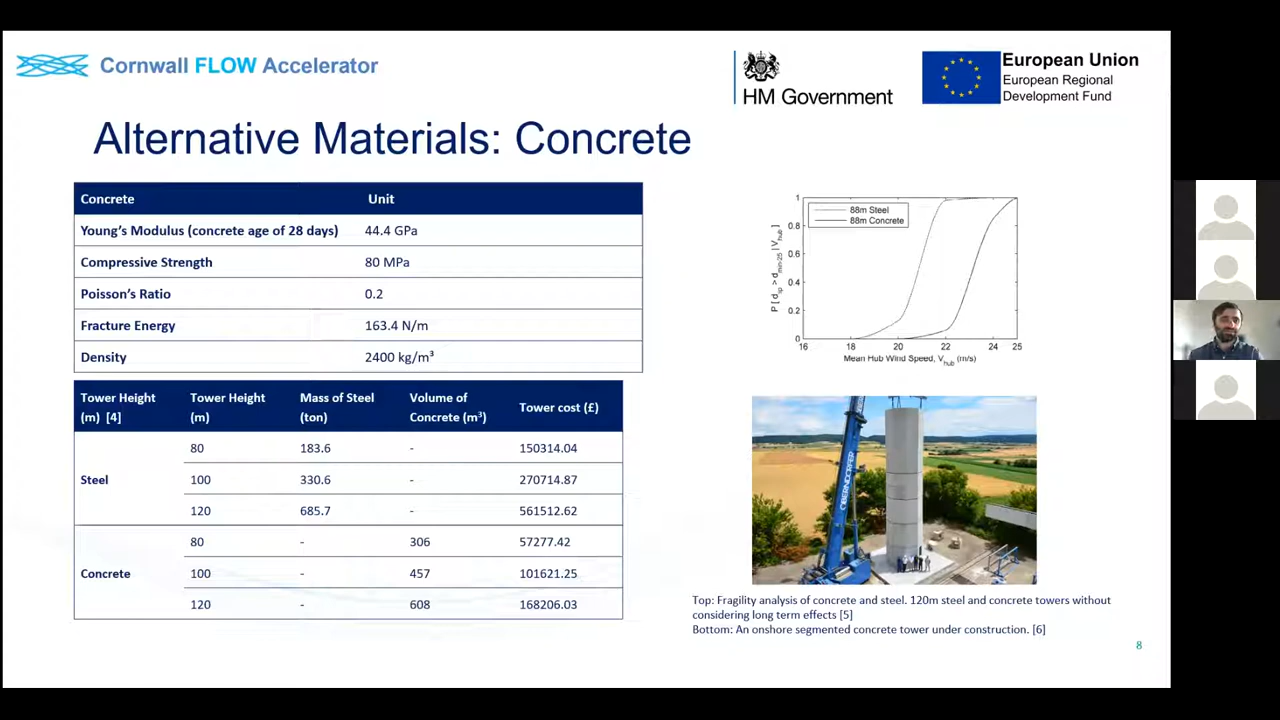 Cornwall FLOW Accelerator
HM Government
European Union
European Regional
Development Fund
Alternative Materials: Concrete
Concrete Unit
Young's Modulus (concrete age of 28 days) 44.4 GPa
Compressive Strength 80 MPa
Poisson's Ratio 0.2
Fracture Energy 163.4 N/m
Density 2400 kg/m³
Tower Height (m) [4] Tower Height (m) Mass of Steel (ton) Volume of Concrete (m³) Tower cost (£)
Steel
80 183.6 - 150314.04
100 330.6 - 270714.87
120 685.7 - 561512.62
Concrete
80 - 306 57277.42
100 - 457 101621.25
120 - 608 168206.03
88m Steel
88m Concrete
1
0.8
0.6
0.4
0.2
0
16 18 20 22 24 25
P [ d_sp > d_min-25 | V_hub ]
Mean Hub Wind Speed, V_hub (m/s)
OBERNDORFER
Top: Fragility analysis of concrete and steel. 120m steel and concrete towers without
considering long term effects [5]
Bottom: An onshore segmented concrete tower under construction. [6]
8